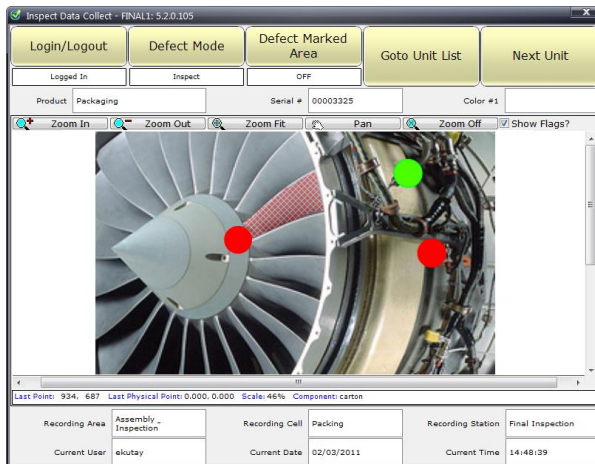 Inspect Data Collect - FINAL1: 5.2.0.105
Login/Logout Defect Mode Defect Marked Area Goto Unit List Next Unit
Logged In Inspect OFF
Product Packaging Serial # 00003325 Color #1
Zoom In Zoom Out Zoom Fit Pan Zoom Off Show Flags?
Last Point: 934, 687 Last Physical Point: 0.000, 0.000 Scale: 46% Component: carton
Recording Area Assembly _ Inspection Recording Cell Packing Recording Station Final Inspection
Current User ekutay Current Date 02/03/2011 Current Time 14:48:39